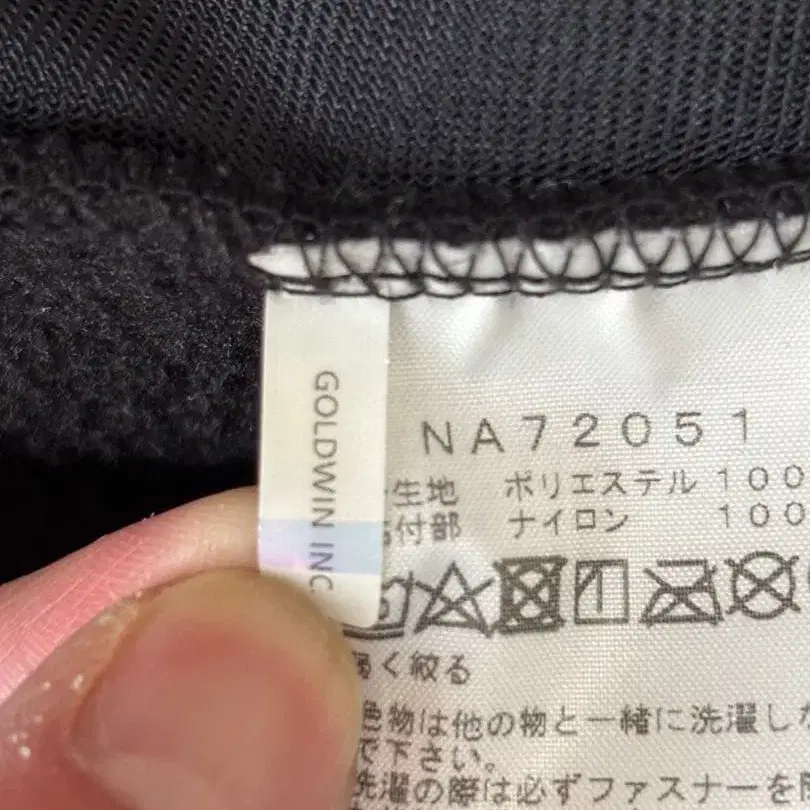 GOLDWIN INC
NA72051
生地 ポリエステル 100
付部 ナイロン 100
く絞る
物は他の物と一緒に洗濯し
で下さい。
洗濯の際は必ずファスナーを